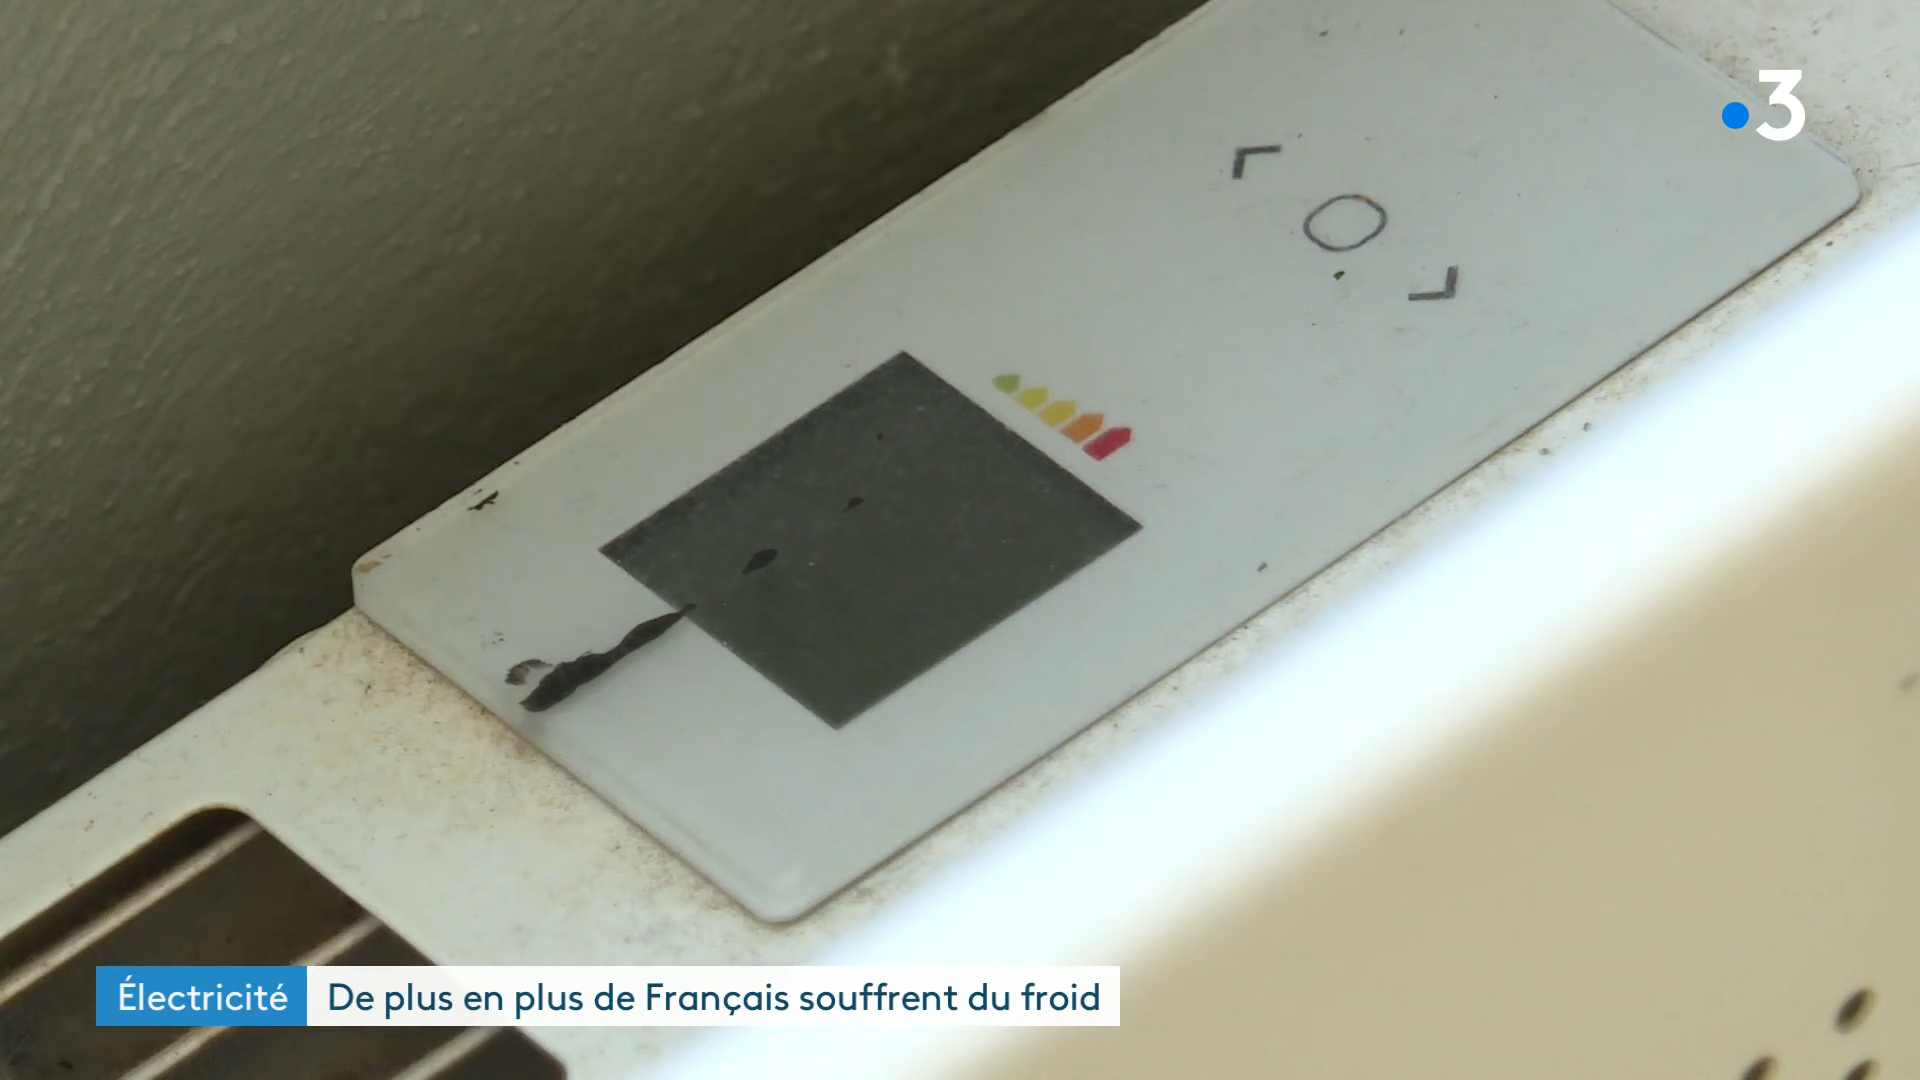 3
Électricité
De plus en plus de Français souffrent du froid